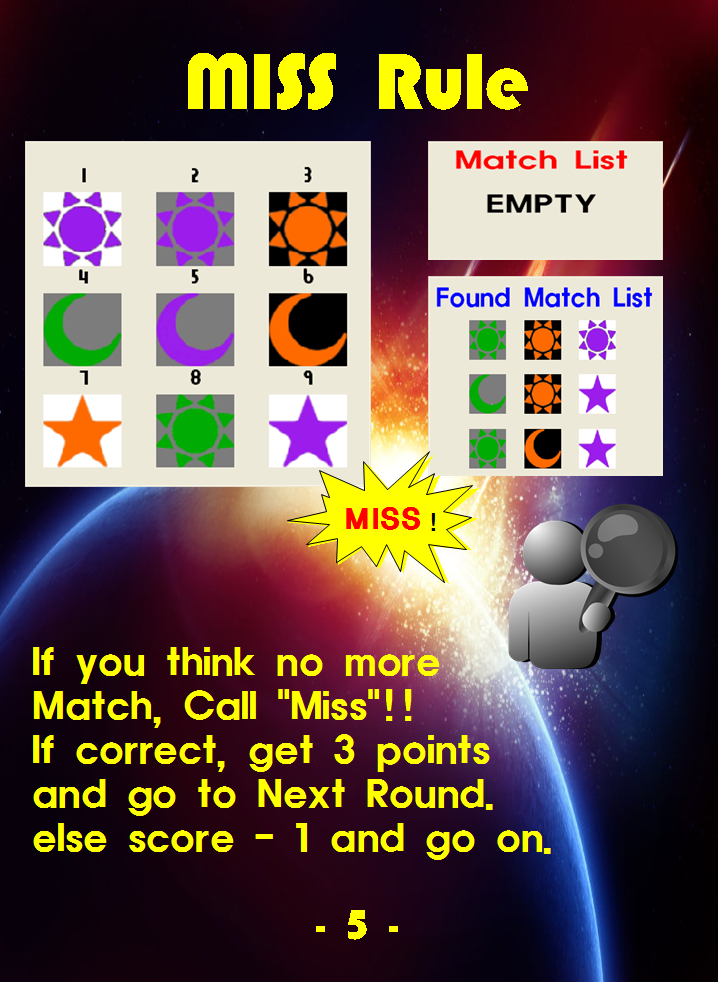 MISS Rule
1 2 3
4 5 6
7 8 9
Match List
EMPTY
Found Match List
MISS !
If you think no more
Match, Call "Miss"!!
If correct, get 3 points
and go to Next Round.
else score - 1 and go on.
- 5 -